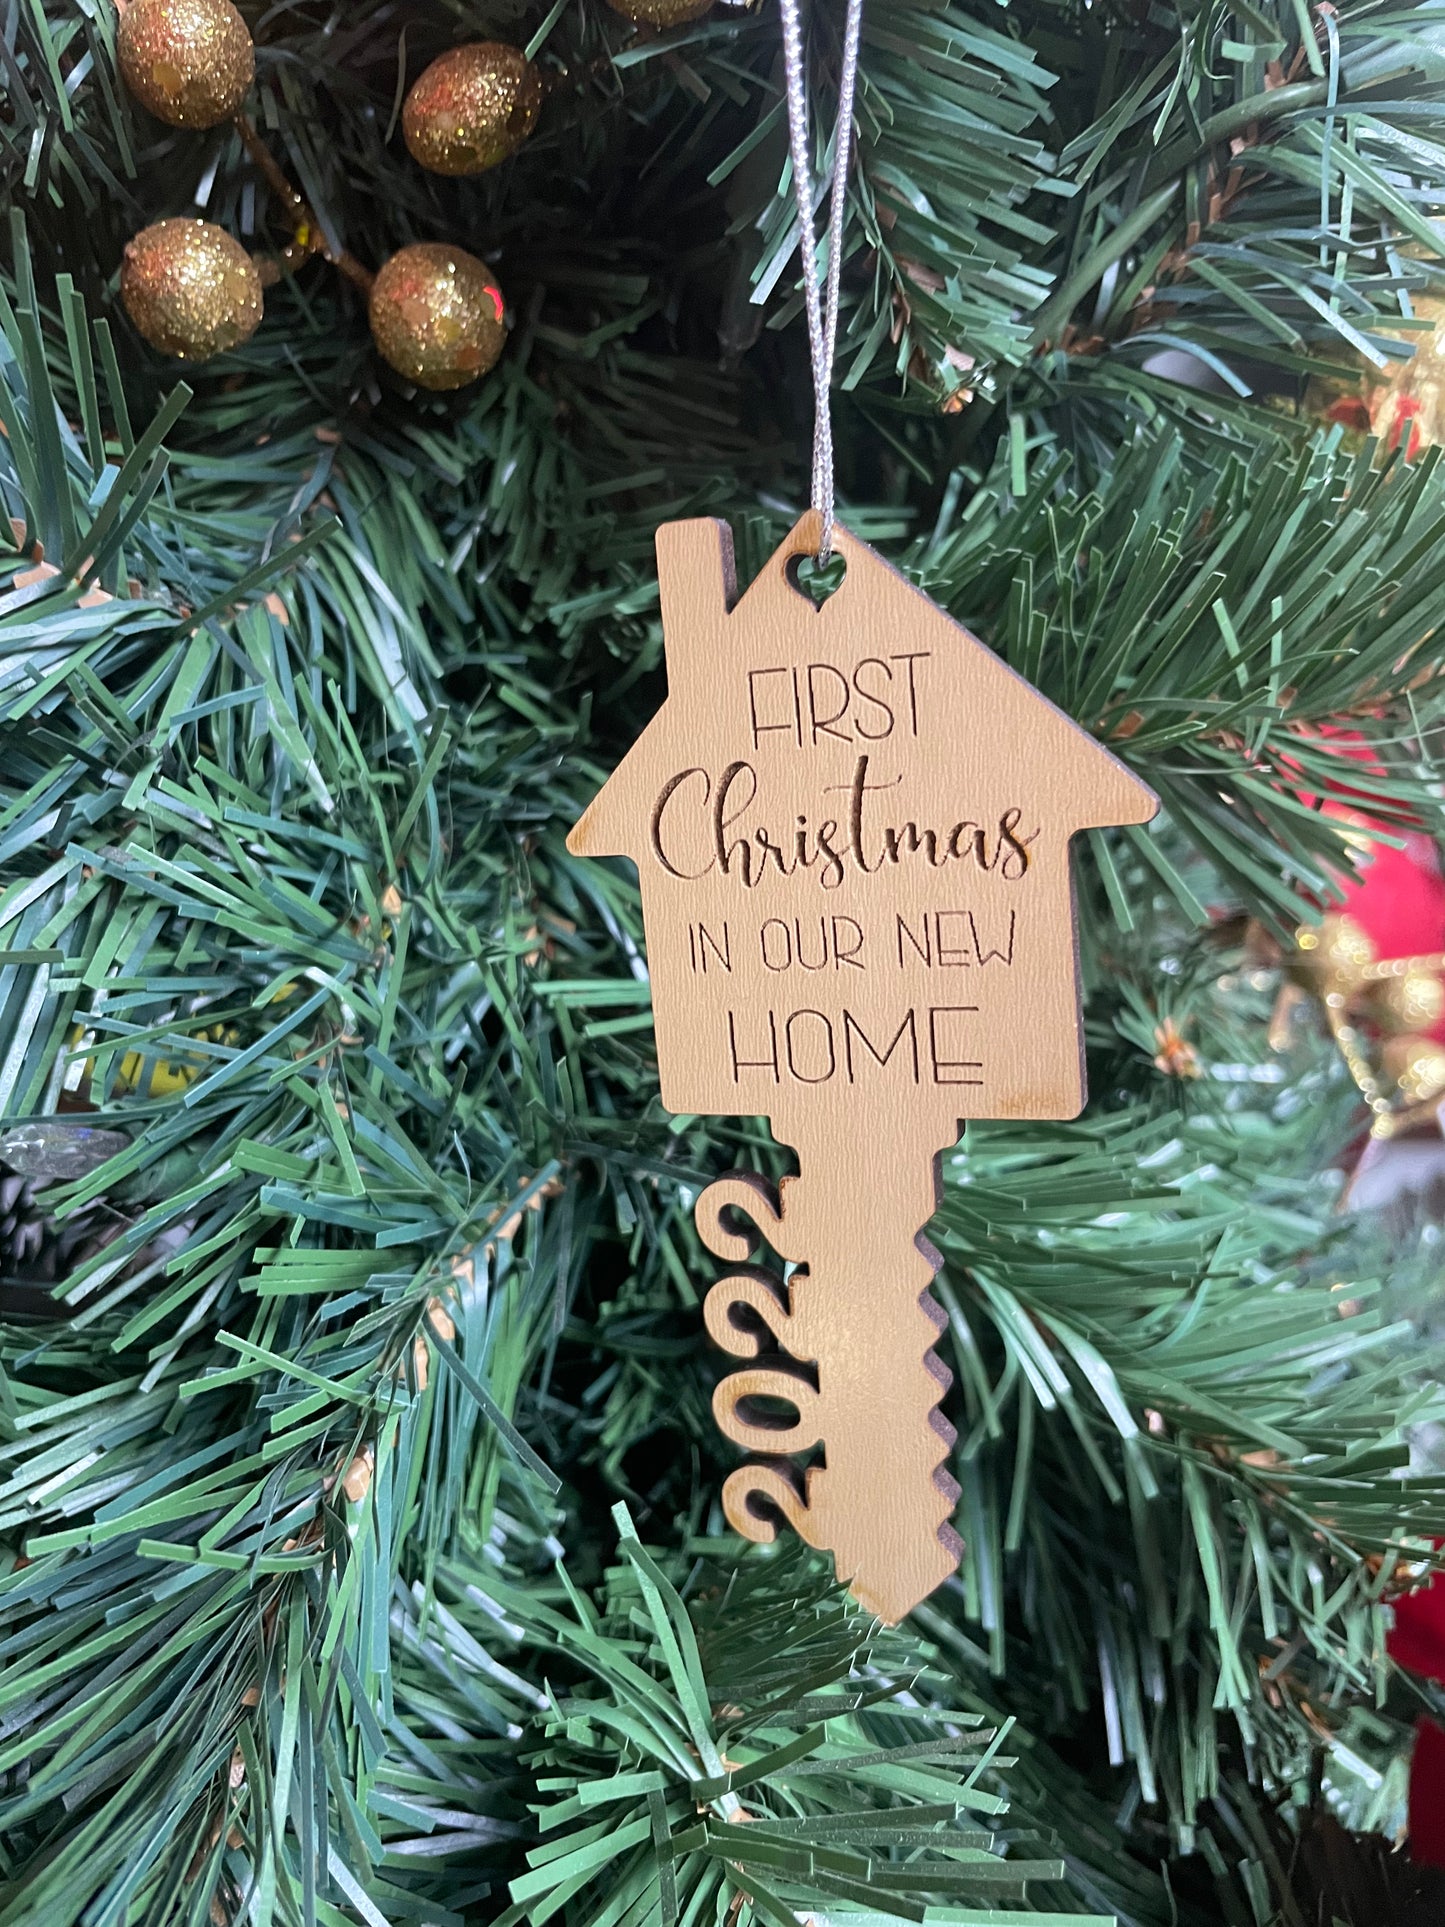 FIRST
Christmas
IN OUR NEW
HOME
2022